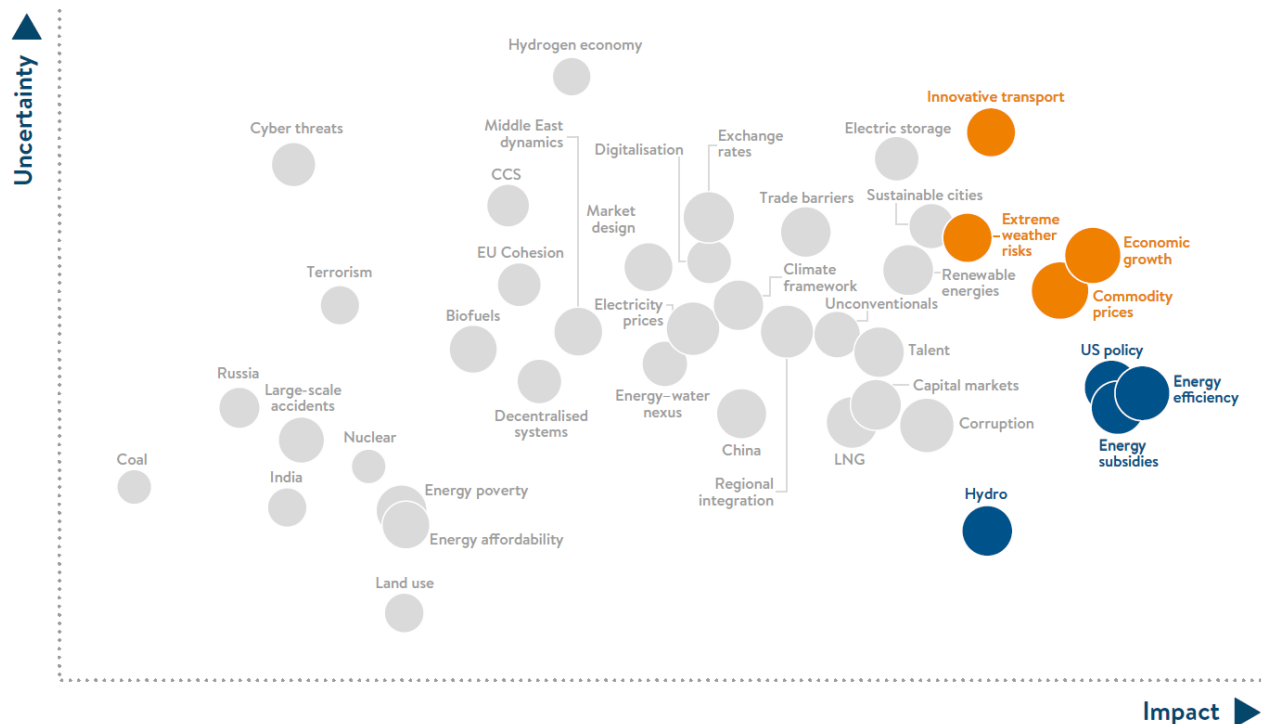 Uncertainty
Hydrogen economy
Innovative transport
Cyber threats
Middle East
dynamics
Digitalisation
Exchange
rates
Electric storage
CCS
Market
design
Trade barriers
Sustainable cities
Extreme
weather
risks
Economic
growth
EU Cohesion
Terrorism
Climate
framework
Renewable
energies
Commodity
prices
Biofuels
Electricity
prices
Unconventionals
Talent
US policy
Russia
Large-scale
accidents
Decentralised
systems
Energy–water
nexus
Capital markets
Energy
efficiency
Corruption
Nuclear
China
LNG
Energy
subsidies
Coal
India
Energy poverty
Regional
integration
Hydro
Energy affordability
Land use
Impact